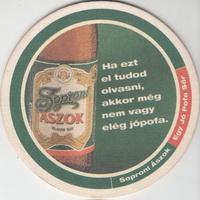 Soproni
ÁSZOK
Ha ezt
el tudod
olvasni,
akkor még
nem vagy
elég jópofa.
Soproni Ászok
Egy Jó Pofa Sör